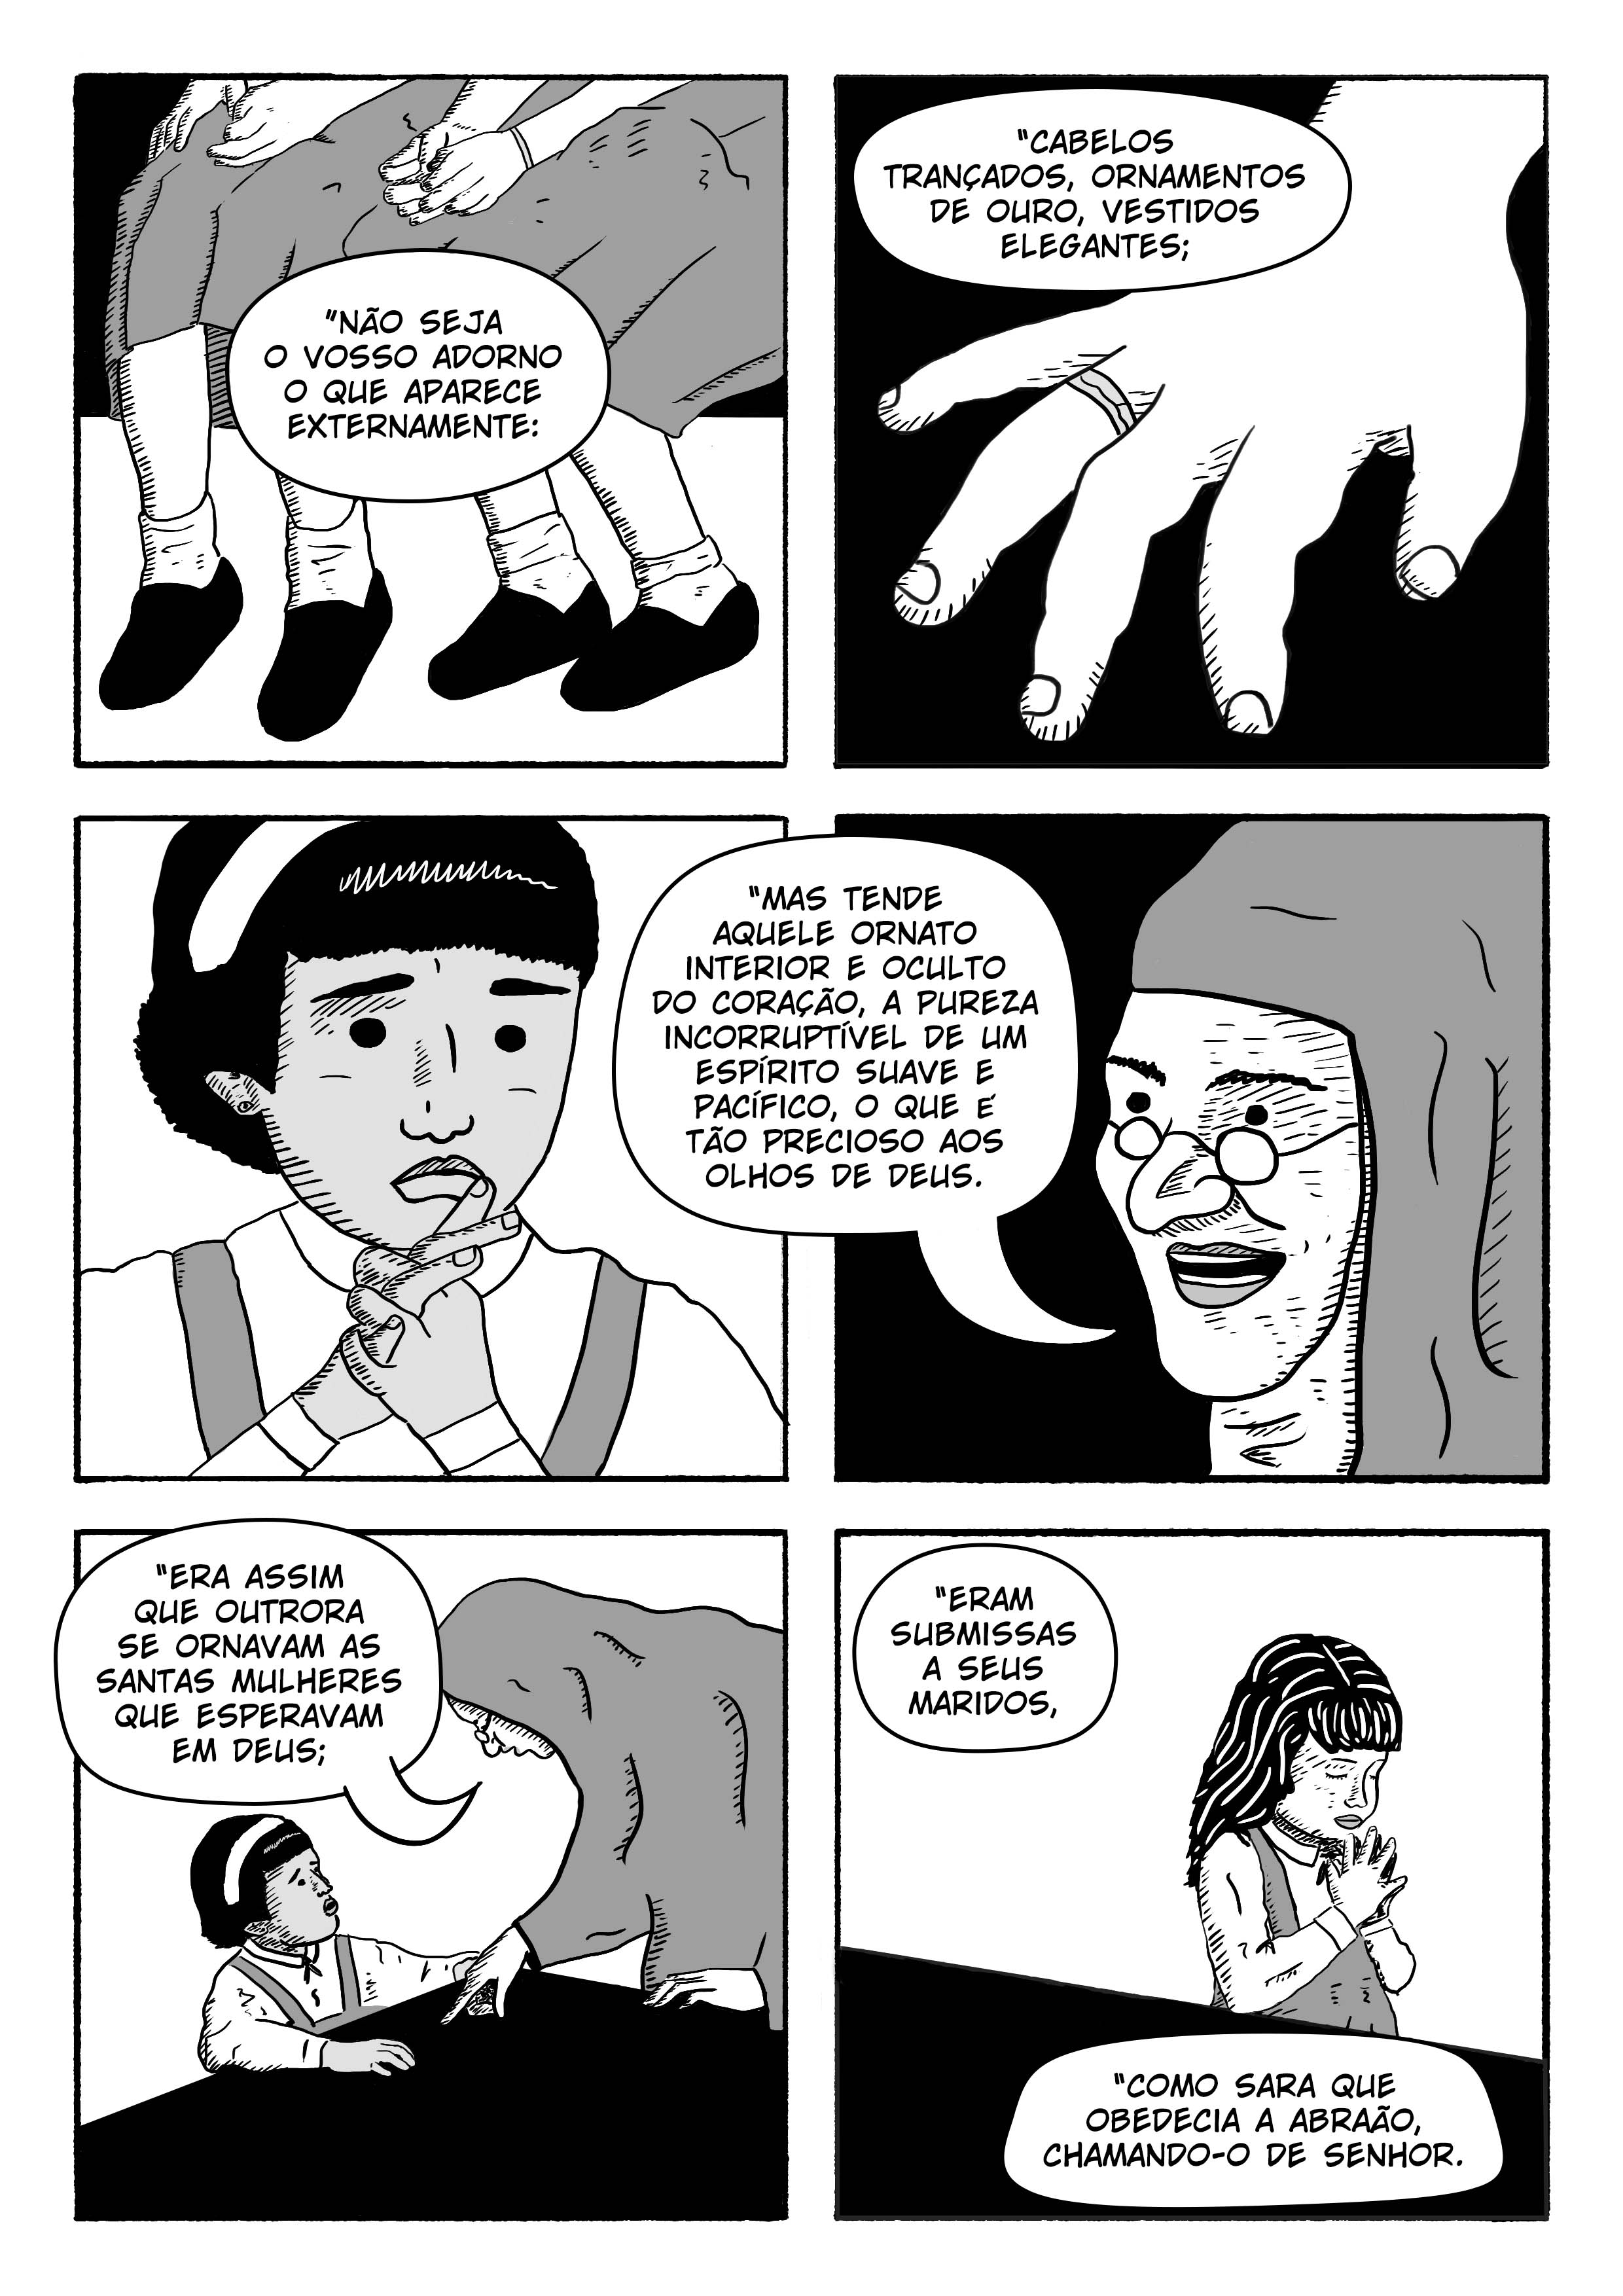 "NÃO SEJA
O VOSSO ADORNO
O QUE APARECE
EXTERNAMENTE:
"CABELOS
TRANÇADOS, ORNAMENTOS
DE OURO, VESTIDOS
ELEGANTES;
"MAS TENDE
AQUELE ORNATO
INTERIOR E OCULTO
DO CORAÇÃO, A PUREZA
INCORRUPTÍVEL DE UM
ESPÍRITO SUAVE E
PACÍFICO, O QUE É
TÃO PRECIOSO AOS
OLHOS DE DEUS.
"ERA ASSIM
QUE OUTRORA
SE ORNAVAM AS
SANTAS MULHERES
QUE ESPERAVAM
EM DEUS;
"ERAM
SUBMISSAS
A SEUS
MARIDOS,
"COMO SARA QUE
OBEDECIA A ABRAÃO,
CHAMANDO-O DE SENHOR.